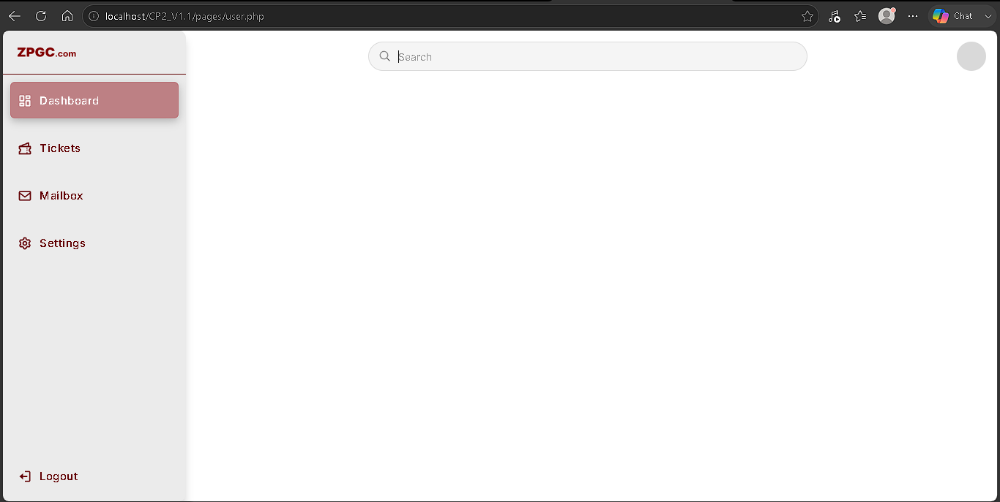 localhost/CP2_V1.1/pages/user.php
Chat
ZPGC.com
Search
Dashboard
Tickets
Mailbox
Settings
Logout